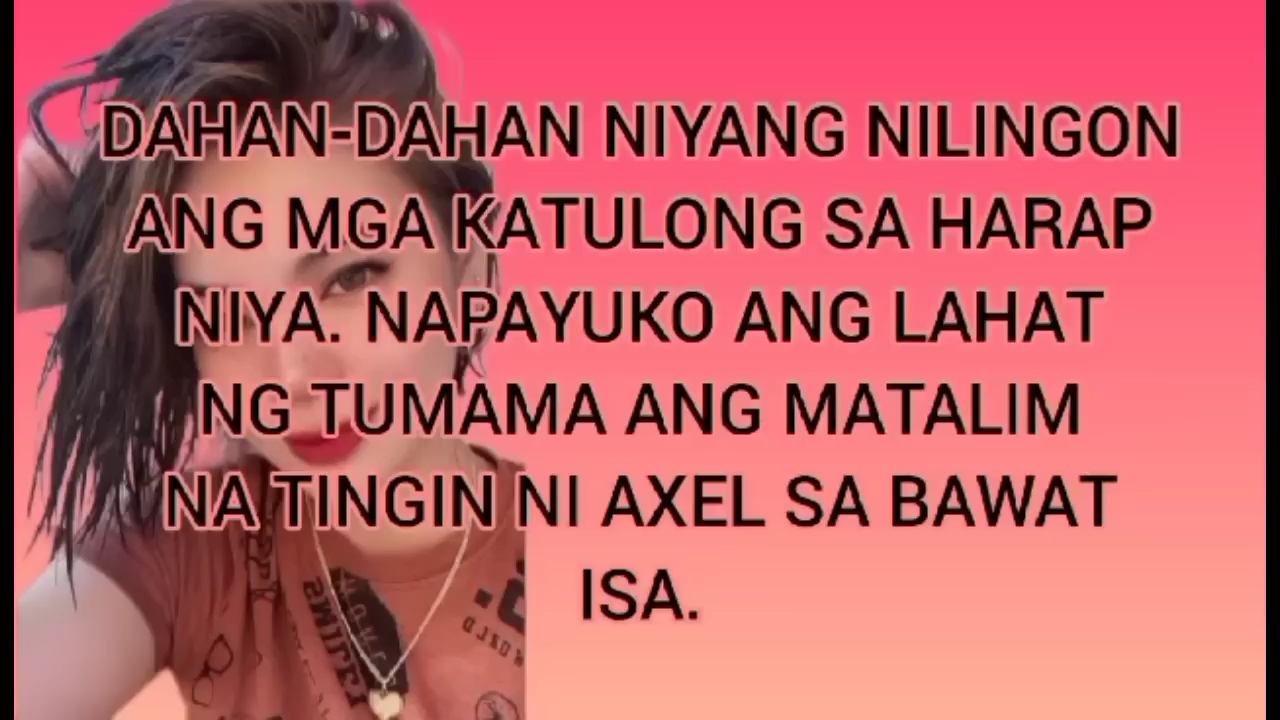 DAHAN-DAHAN NIYANG NILINGON
ANG MGA KATULONG SA HARAP
NIYA. NAPAYUKO ANG LAHAT
NG TUMAMA ANG MATALIM
NA TINGIN NI AXEL SA BAWAT
ISA.